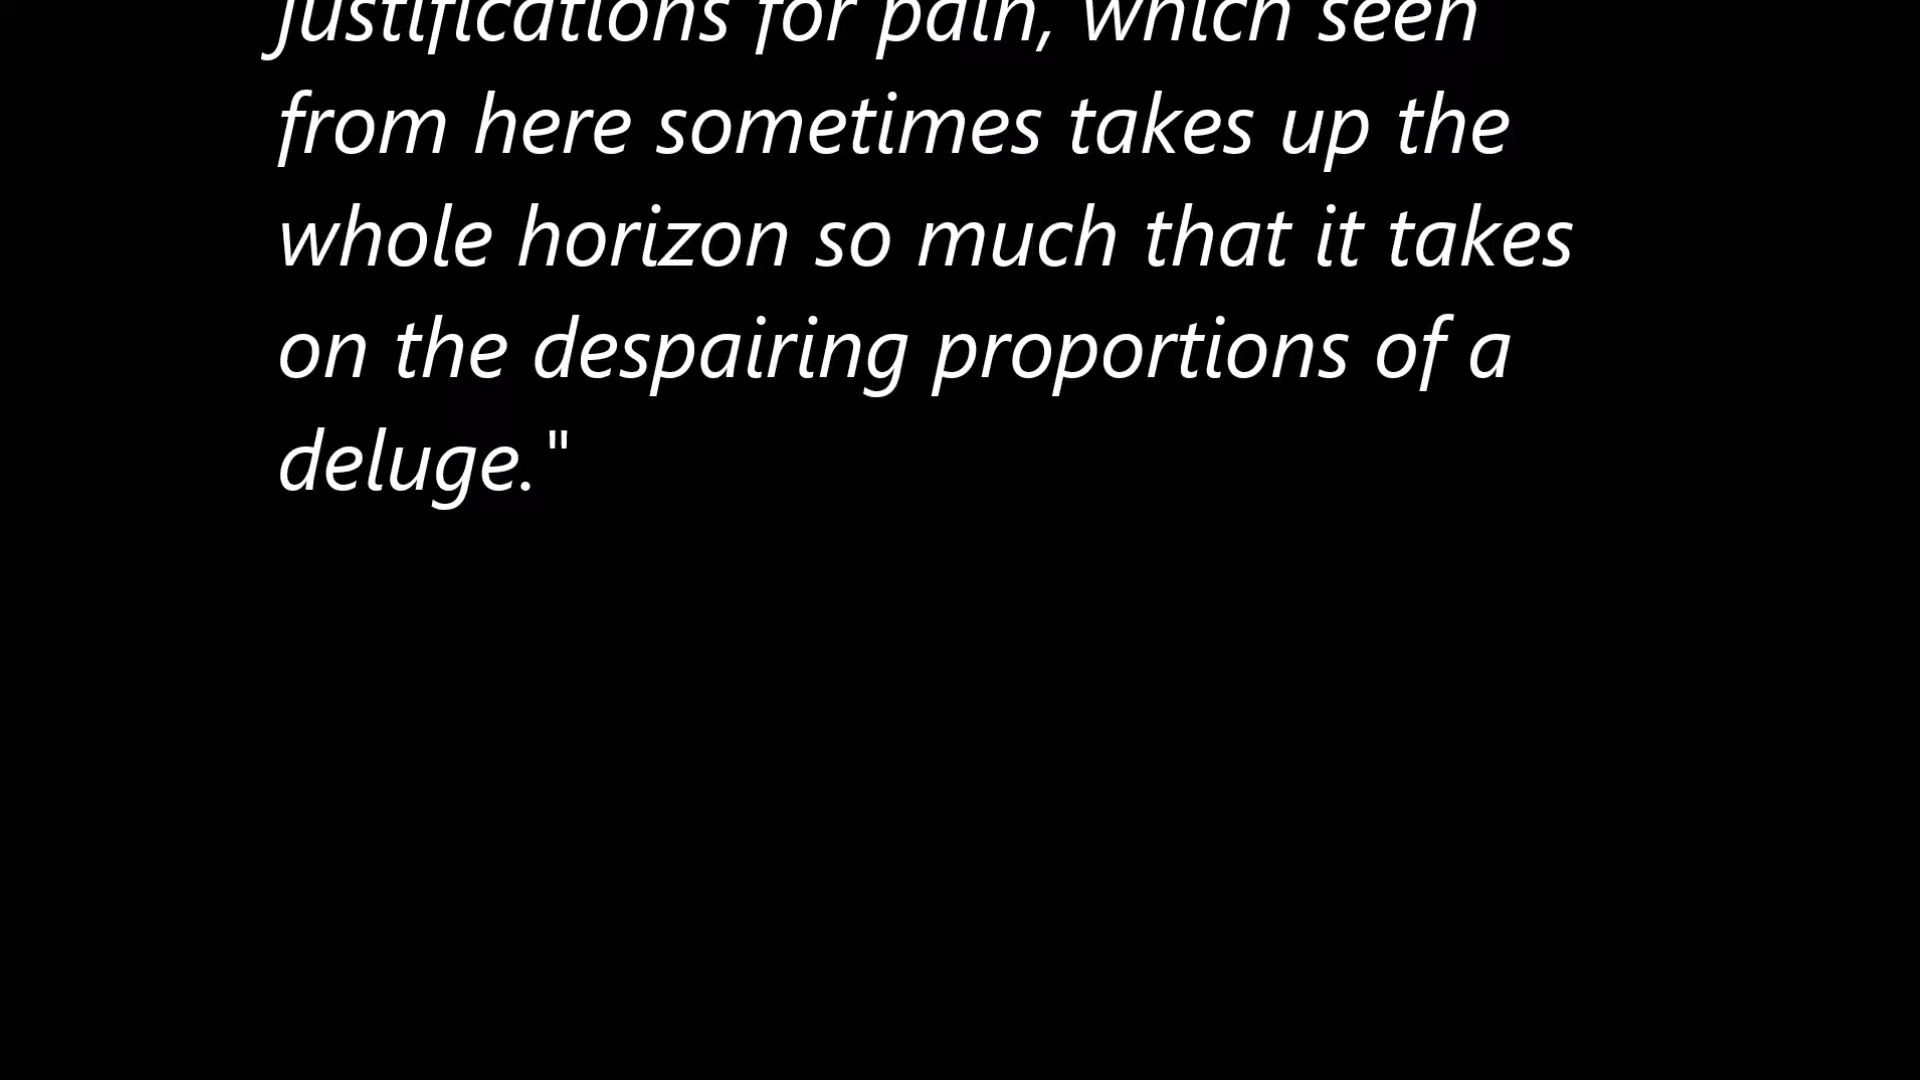 justifications for pain, which seen
from here sometimes takes up the
whole horizon so much that it takes
on the despairing proportions of a
deluge."